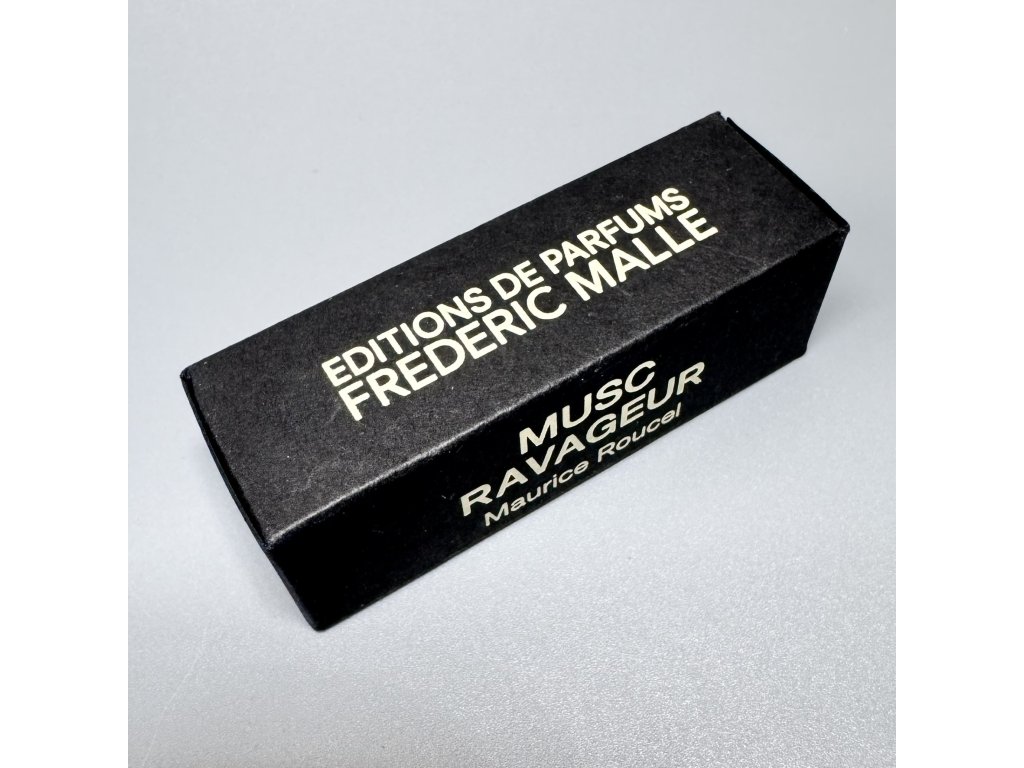 EDITIONS DE PARFUMS
FREDERIC MALLE
MUSC
RAVAGEUR
Maurice Roucel